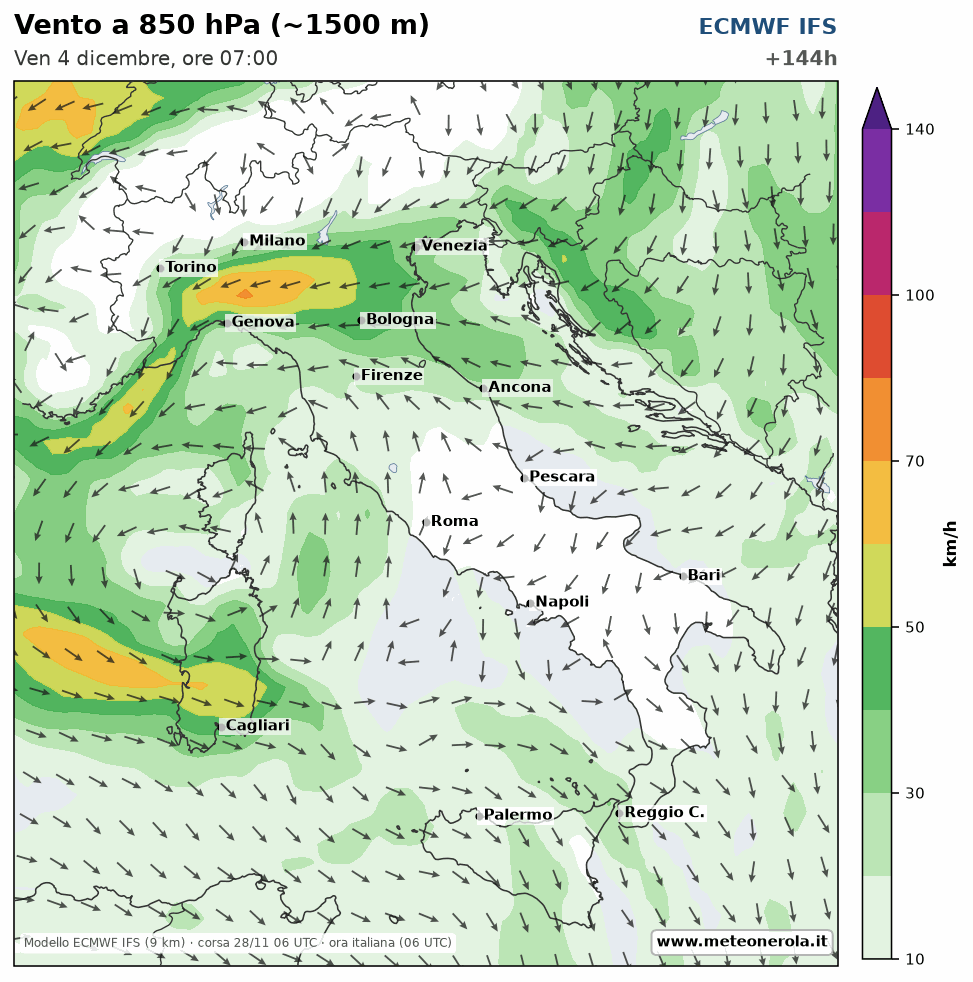 Vento a 850 hPa (~1500 m)
ECMWF IFS
Ven 4 dicembre, ore 07:00
+144h
Milano
Venezia
Torino
Genova
Bologna
Firenze
Ancona
Pescara
Roma
Bari
Napoli
Cagliari
Palermo
Reggio C.
140
100
70
50
30
10
km/h
Modello ECMWF IFS (9 km) · corsa 28/11 06 UTC · ora italiana (06 UTC)
www.meteonerola.it